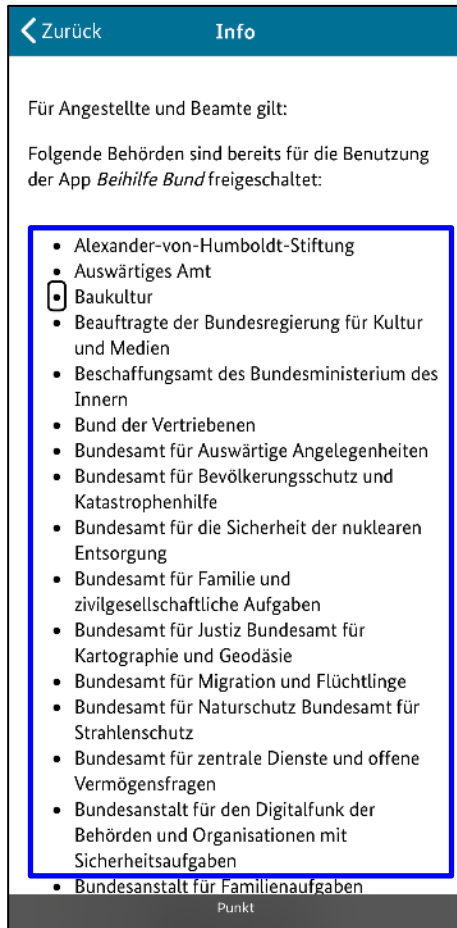 Zurück
Info
Für Angestellte und Beamte gilt:
Folgende Behörden sind bereits für die Benutzung
der App Beihilfe Bund freigeschaltet:
• Alexander-von-Humboldt-Stiftung
• Auswärtiges Amt
• Baukultur
• Beauftragte der Bundesregierung für Kultur
und Medien
• Beschaffungsamt des Bundesministerium des
Innern
• Bund der Vertriebenen
• Bundesamt für Auswärtige Angelegenheiten
• Bundesamt für Bevölkerungsschutz und
Katastrophenhilfe
• Bundesamt für die Sicherheit der nuklearen
Entsorgung
• Bundesamt für Familie und
zivilgesellschaftliche Aufgaben
• Bundesamt für Justiz Bundesamt für
Kartographie und Geodäsie
• Bundesamt für Migration und Flüchtlinge
• Bundesamt für Naturschutz Bundesamt für
Strahlenschutz
• Bundesamt für zentrale Dienste und offene
Vermögensfragen
• Bundesanstalt für den Digitalfunk der
Behörden und Organisationen mit
Sicherheitsaufgaben
• Bundesanstalt für Familienaufgaben
Punkt